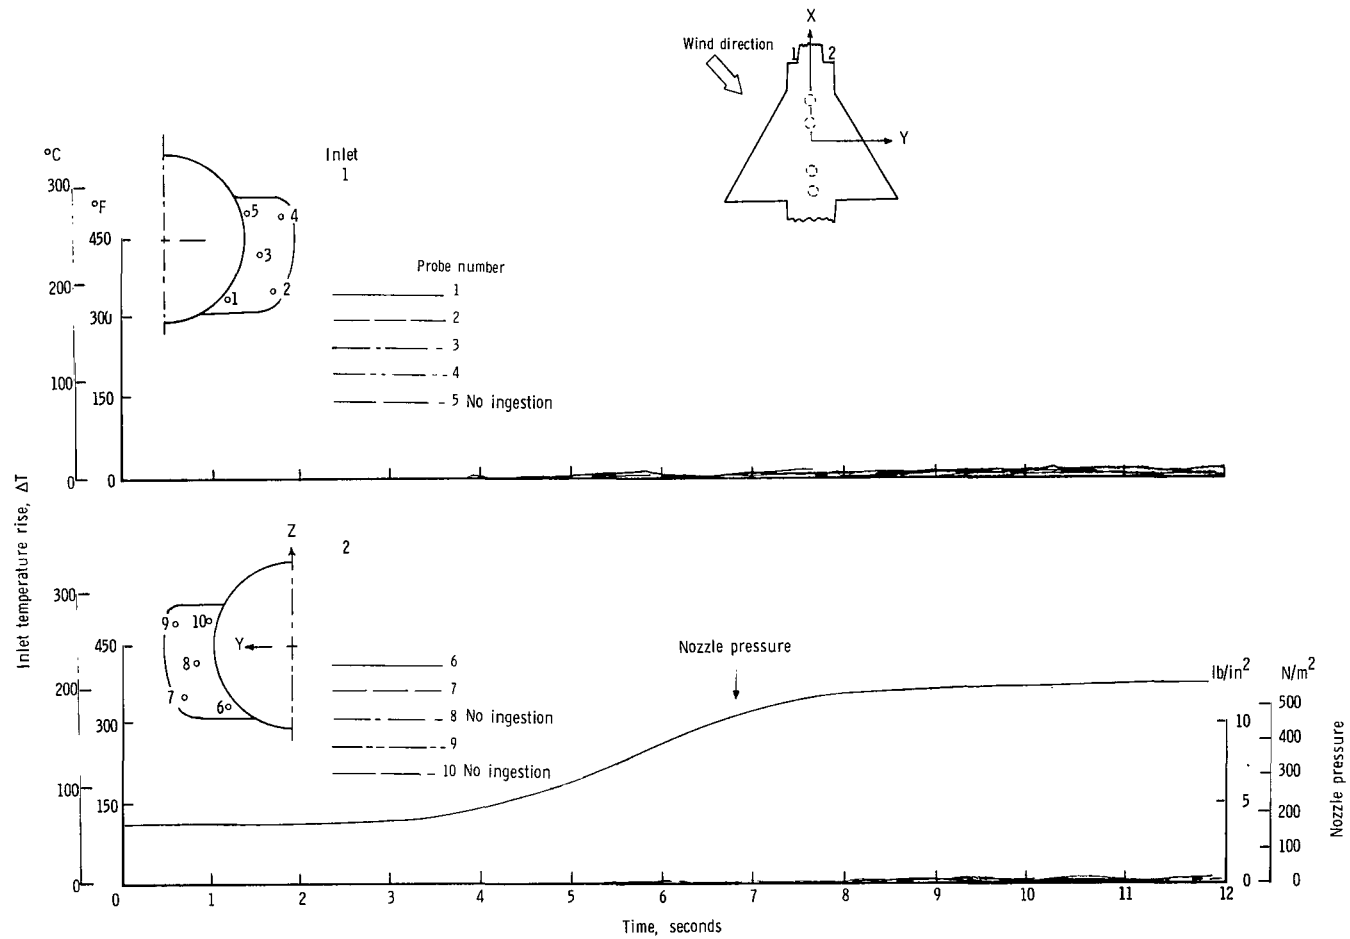 X
Wind direction
1 2
Y
°C
Inlet
1
300
°F
5 4
450
3
Probe number
200
1 2
1
300
2
3
4
100
150
5 No ingestion
0 0
Inlet temperature rise, ΔT
Z
2
300
9 10
450 Y
Nozzle pressure
8
6
lb/in2 N/m2
200
7
7
6
500
300
8 No ingestion
10
400
9
10 No ingestion
300
100
150
5
200
100
Nozzle pressure
0
0 0
0 1 2 3 4 5 6 7 8 9 10 11 12
Time, seconds